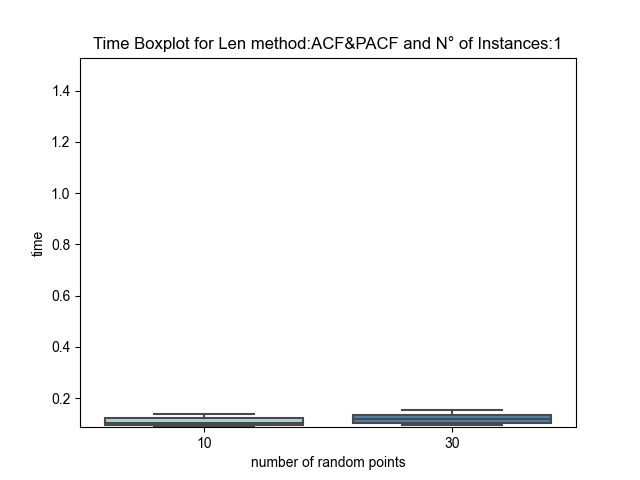 Time Boxplot for Len method:ACF&PACF and N° of Instances:1
time
1.4
1.2
1.0
0.8
0.6
0.4
0.2
10 30
number of random points